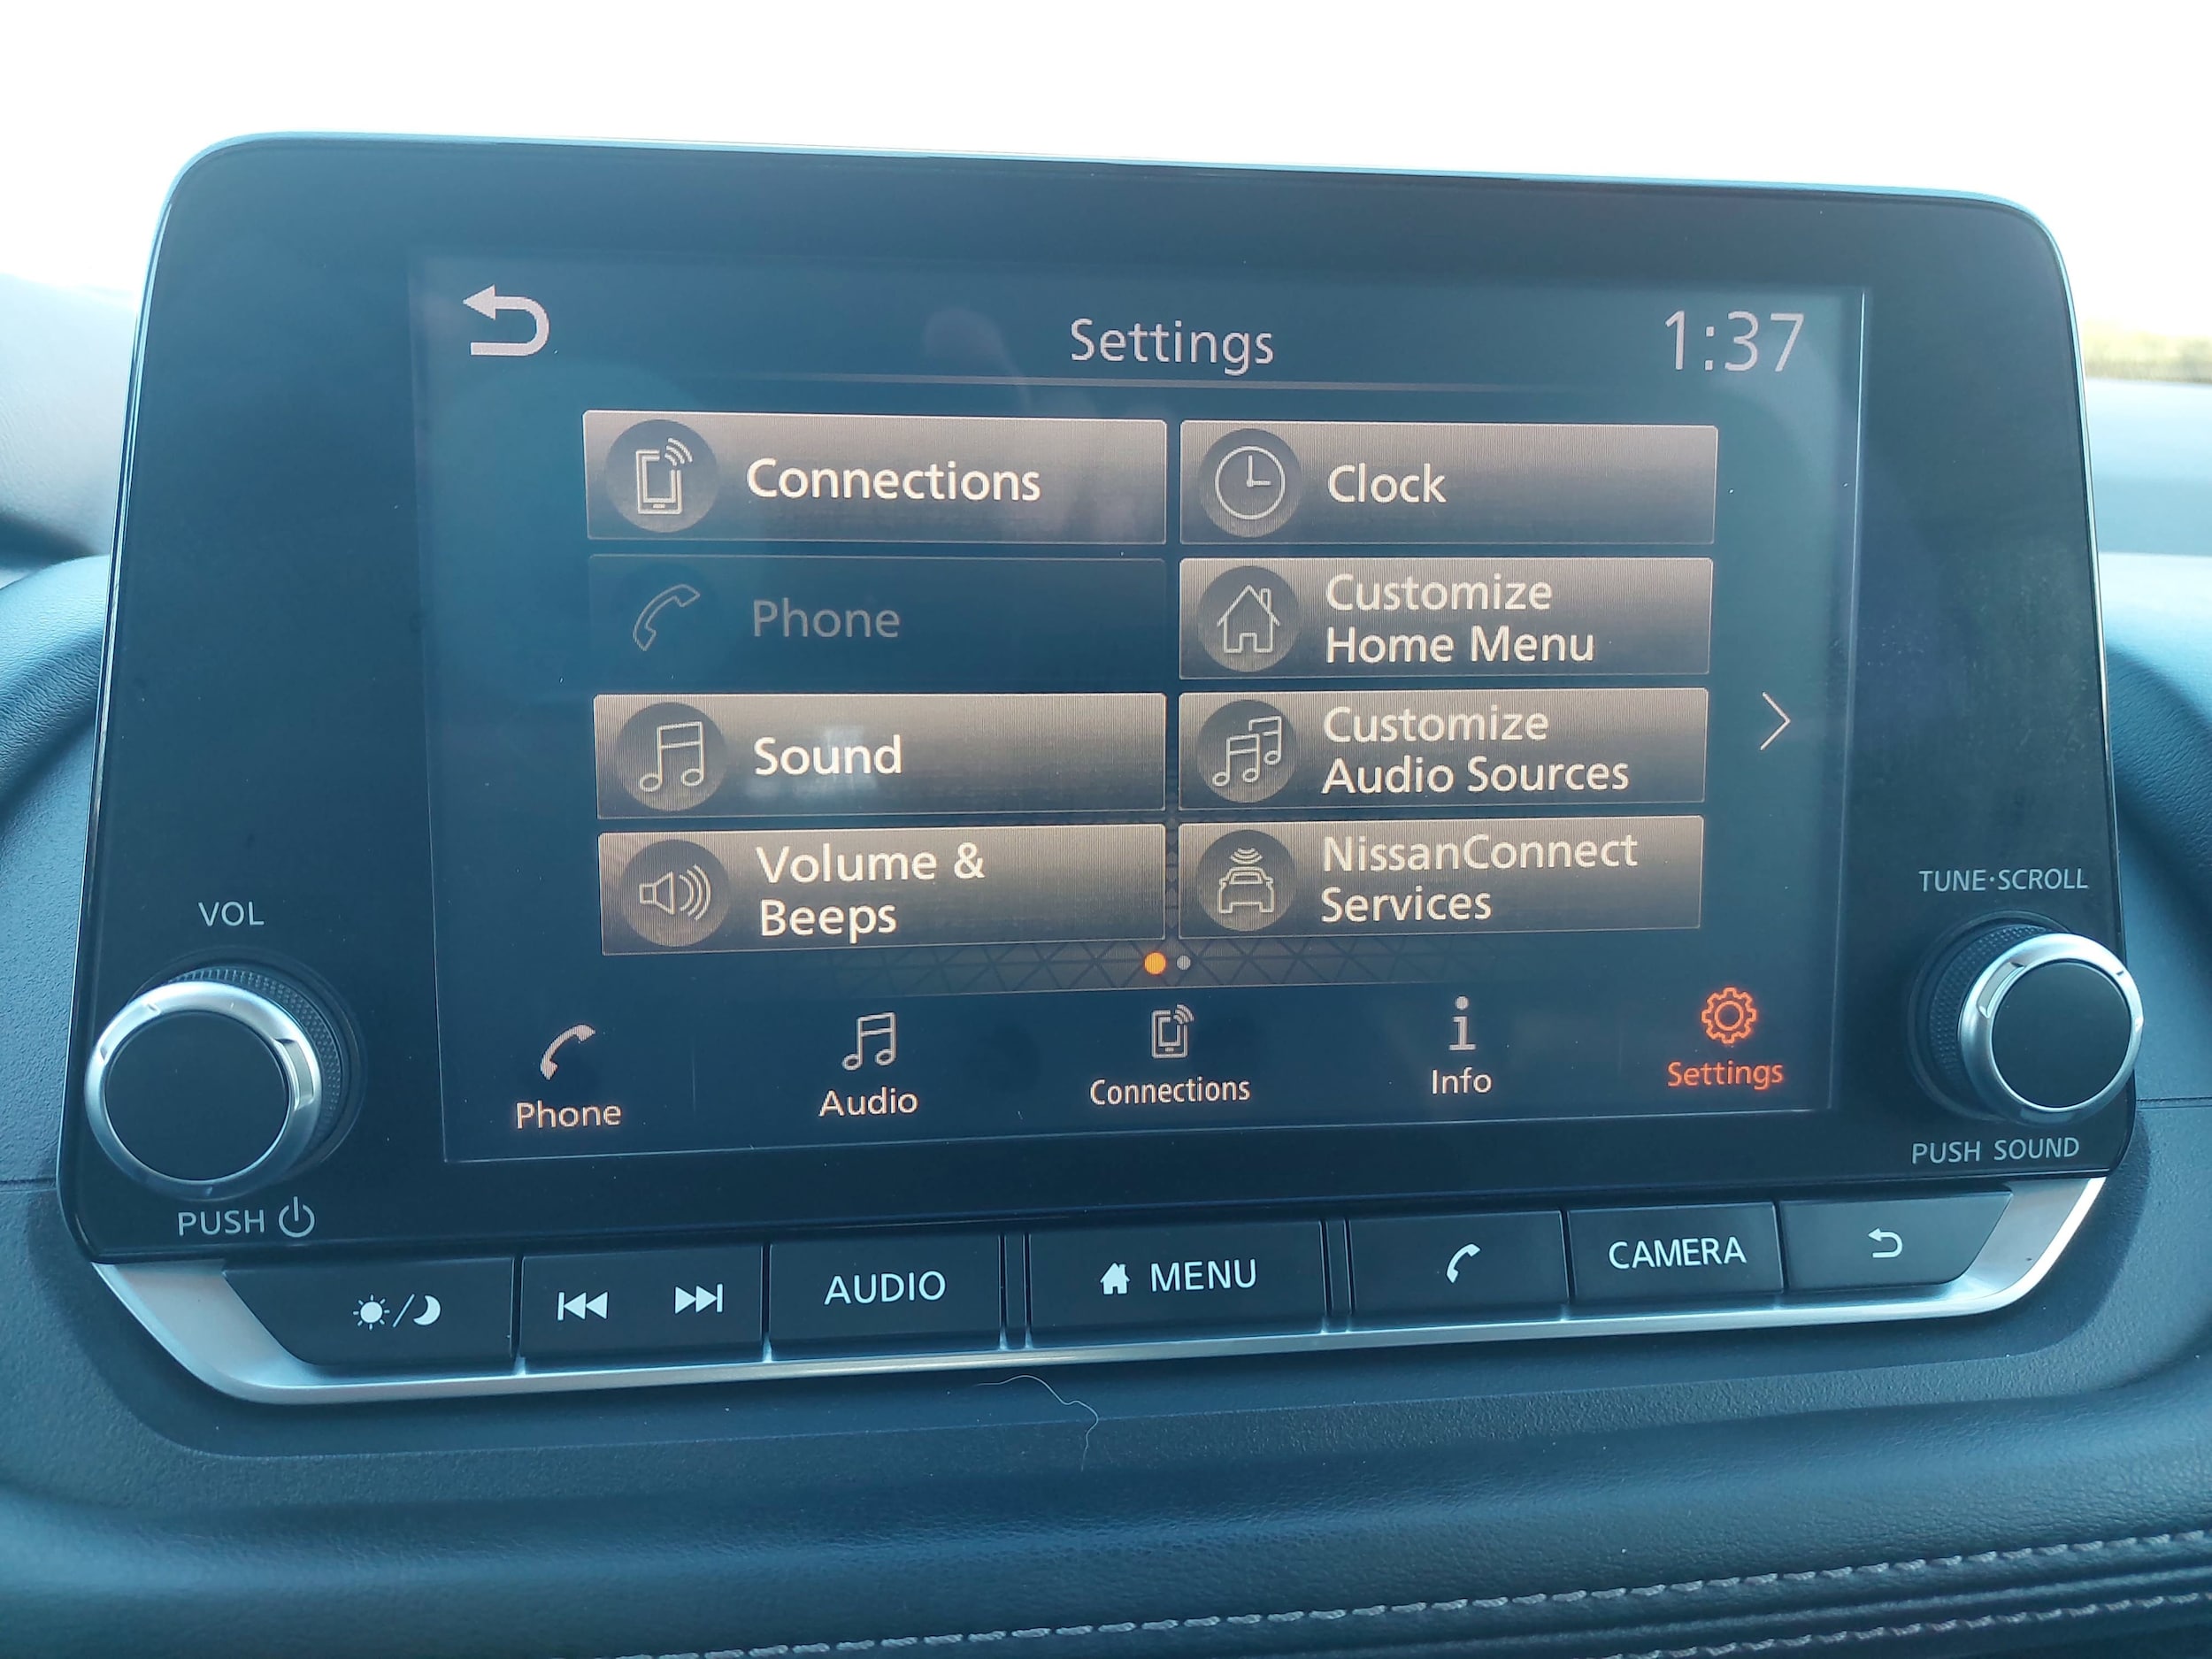 Settings
1:37
Connections
Clock
Phone
Customize
Home Menu
Sound
Customize
Audio Sources
Volume &
Beeps
NissanConnect
Services
Phone
Audio
Connections
Info
Settings
VOL
PUSH
TUNE·SCROLL
PUSH SOUND
AUDIO
MENU
CAMERA